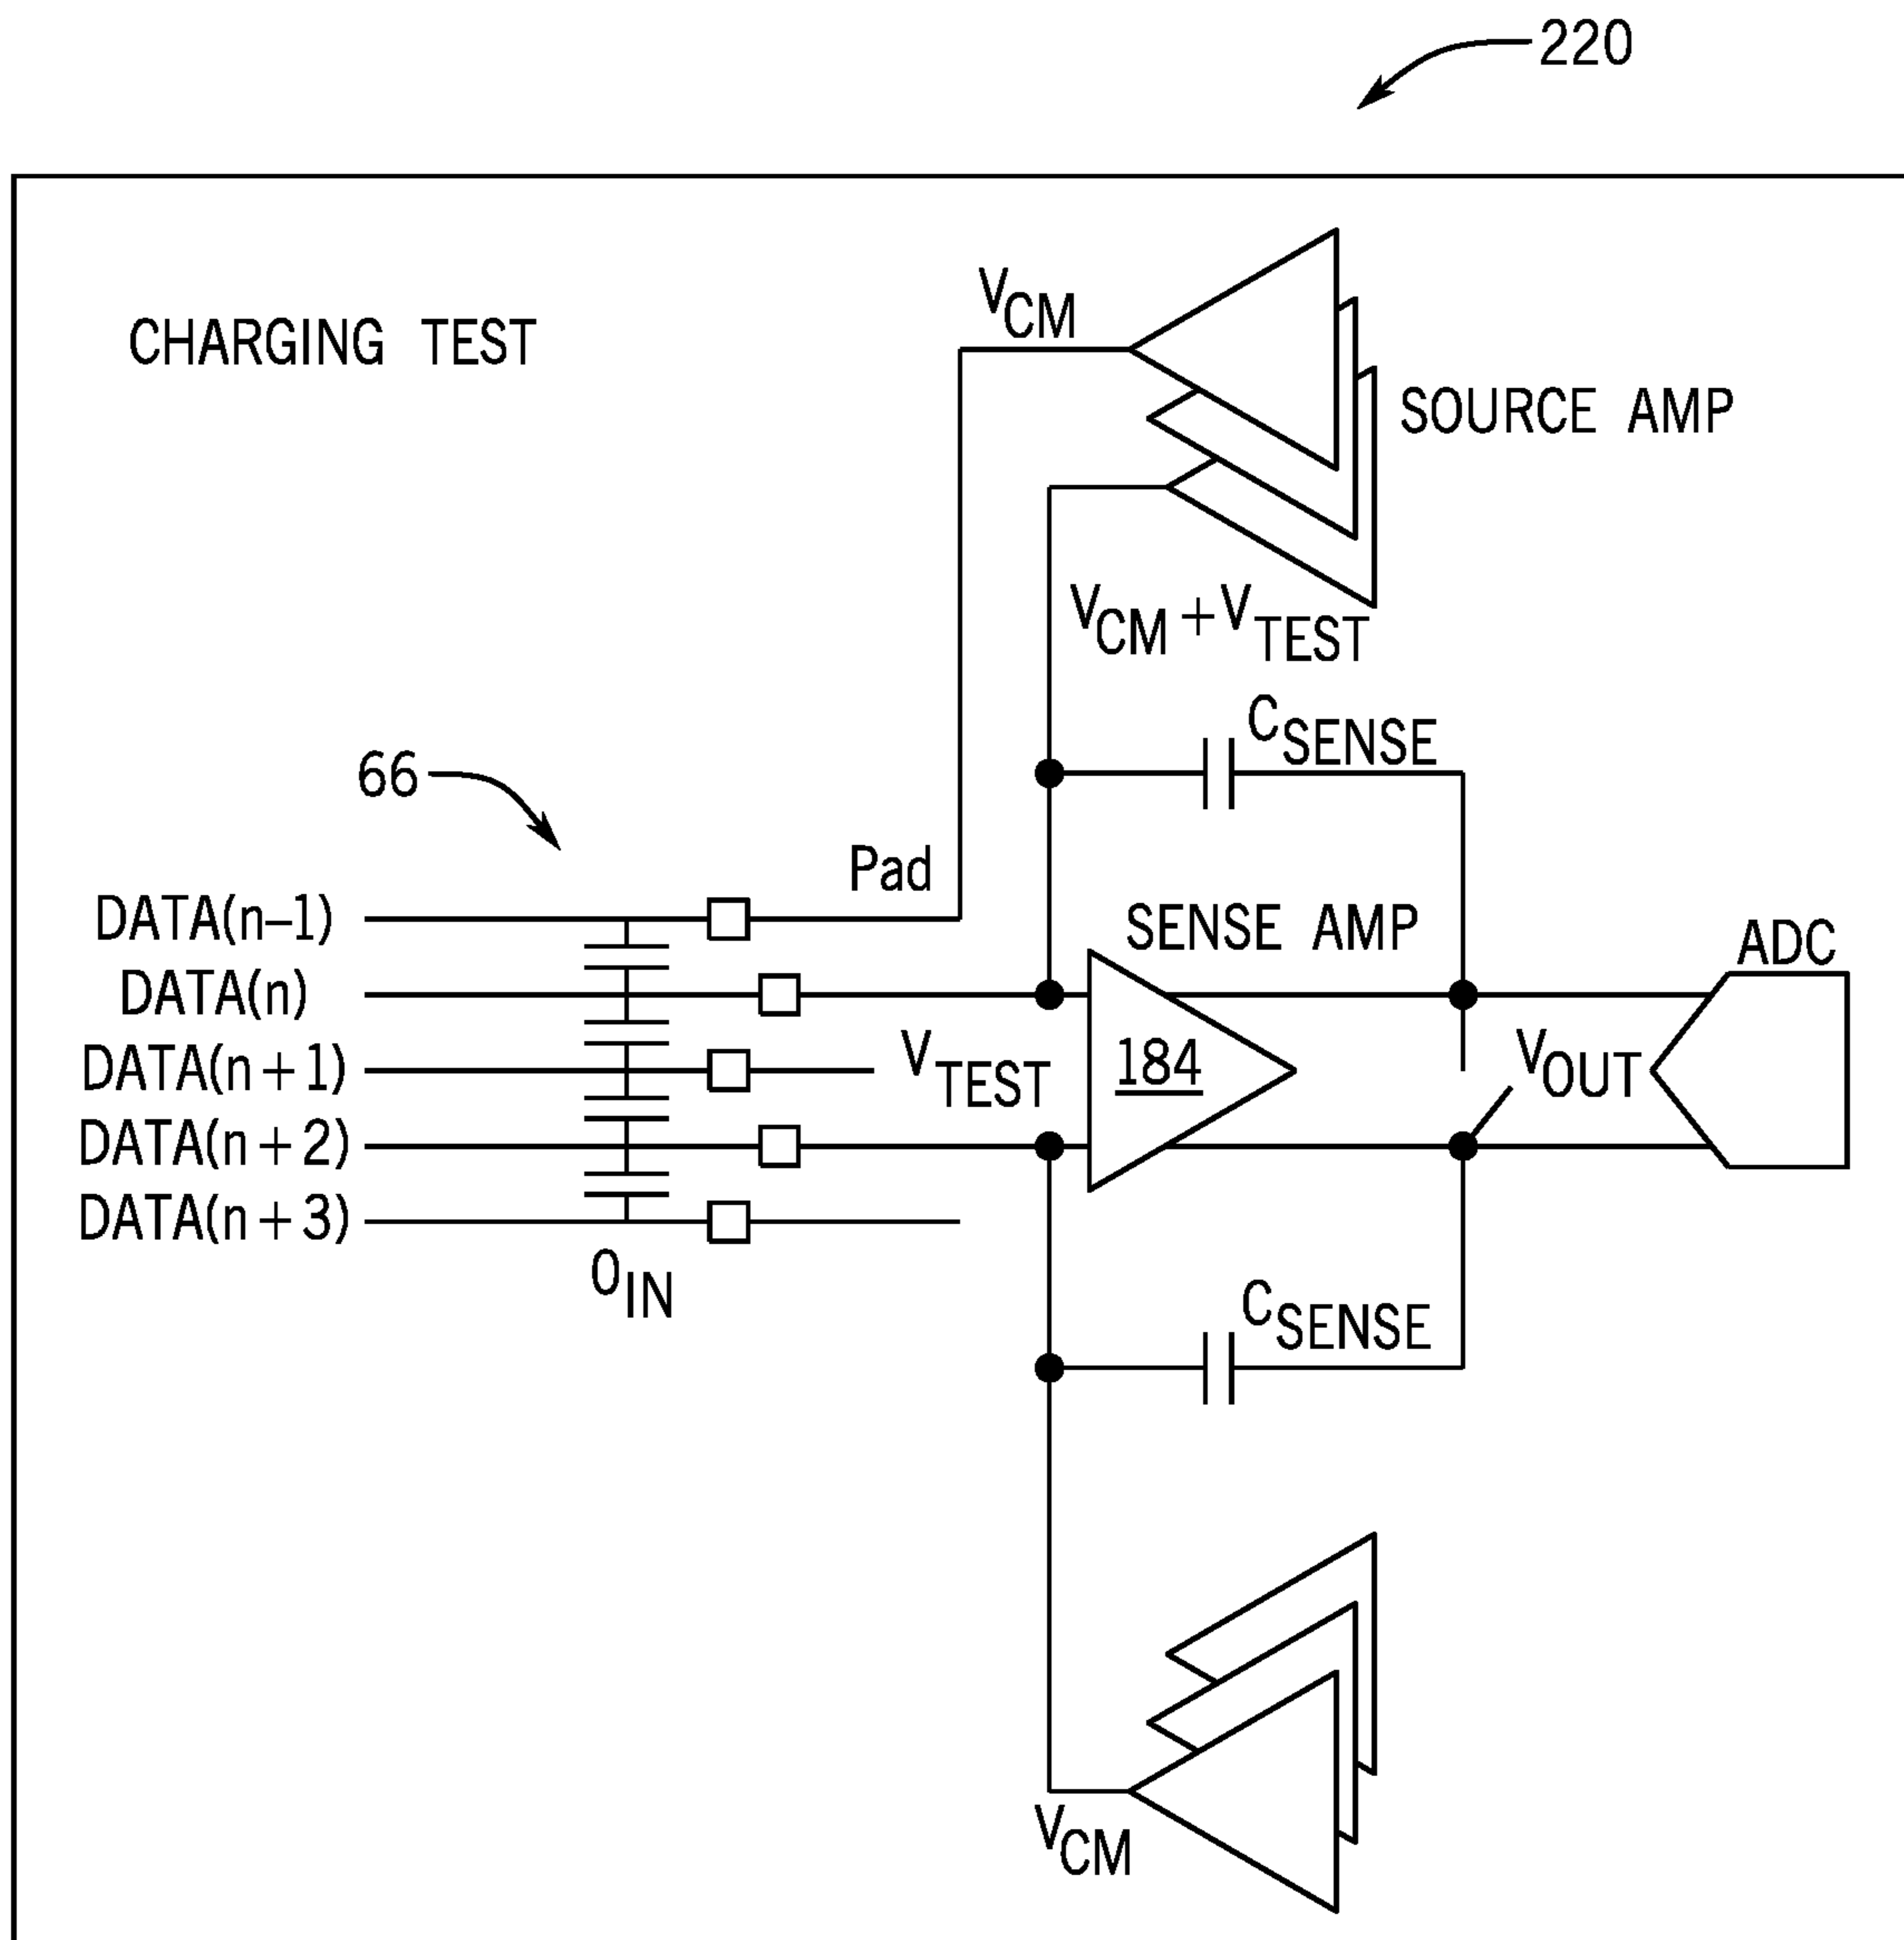 220
CHARGING TEST
VCM
SOURCE AMP
VCM+VTEST
CSENSE
66
Pad
DATA(n–1)
SENSE AMP
ADC
DATA(n)
DATA(n+1)
VTEST
184
VOUT
DATA(n+2)
DATA(n+3)
0IN
CSENSE
VCM